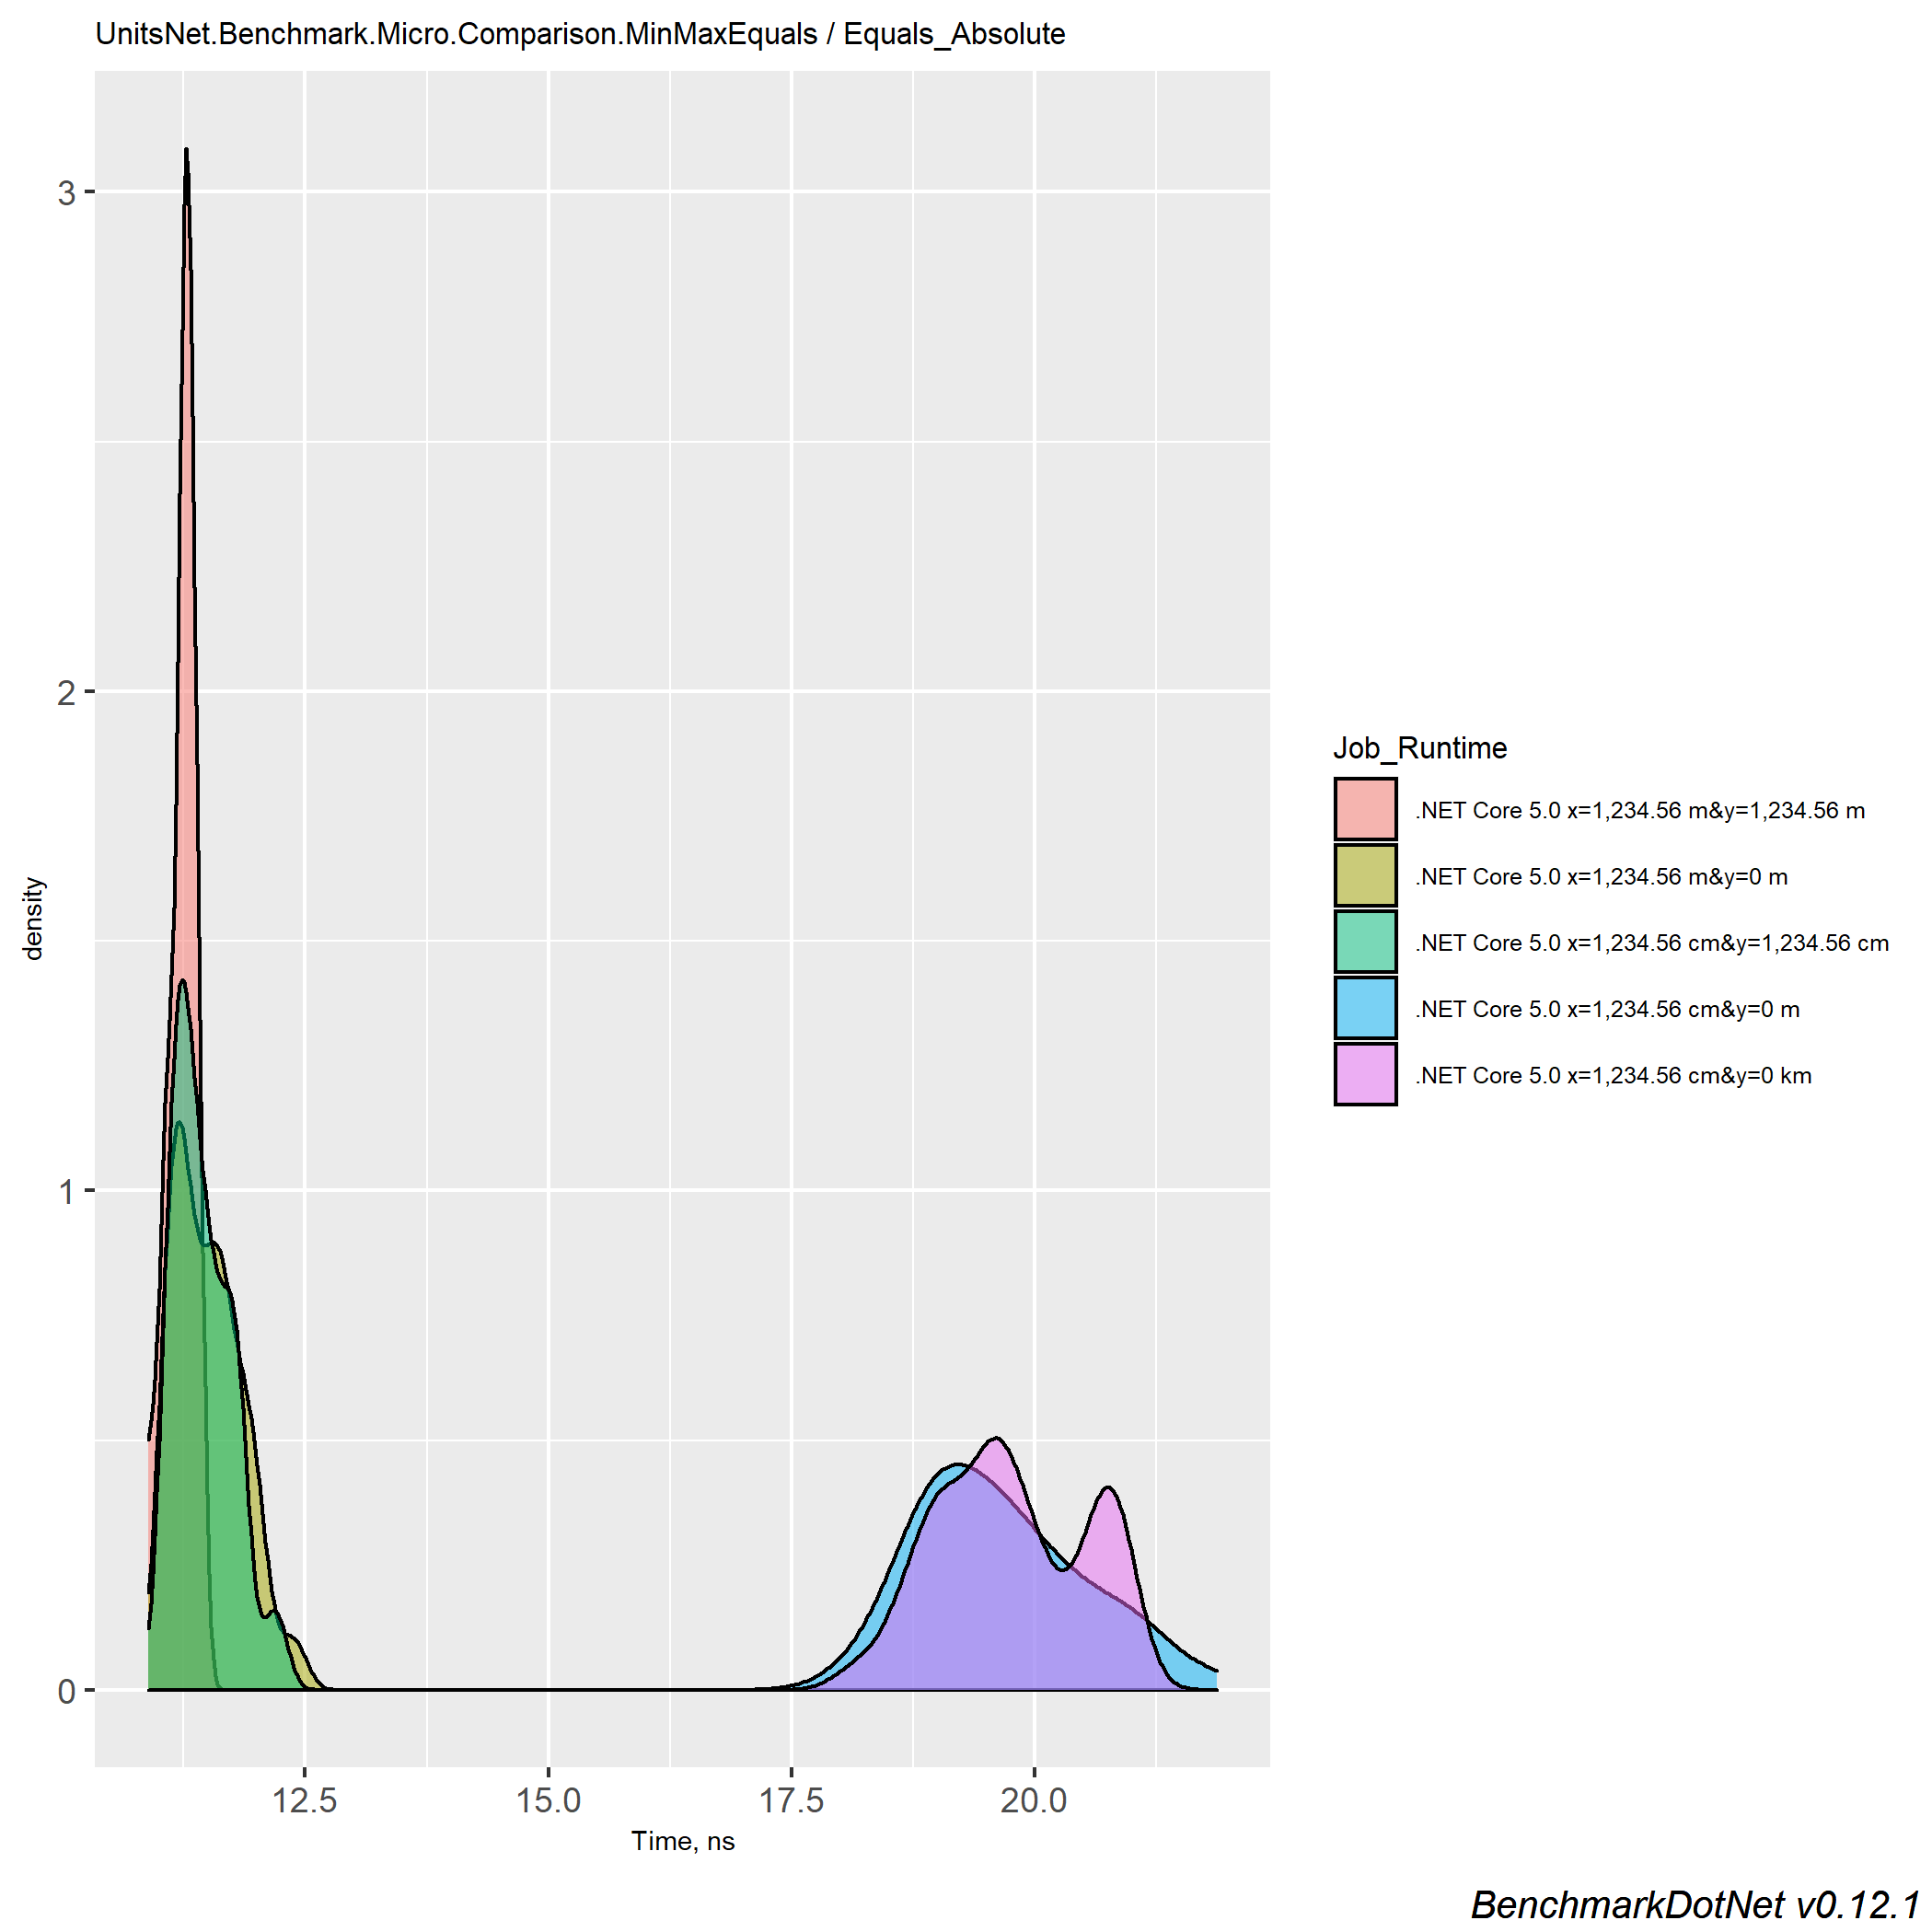 UnitsNet.Benchmark.Micro.Comparison.MinMaxEquals / Equals_Absolute
3
2
1
0
density
12.5 15.0 17.5 20.0
Time, ns
Job_Runtime
.NET Core 5.0 x=1,234.56 m&y=1,234.56 m
.NET Core 5.0 x=1,234.56 m&y=0 m
.NET Core 5.0 x=1,234.56 cm&y=1,234.56 cm
.NET Core 5.0 x=1,234.56 cm&y=0 m
.NET Core 5.0 x=1,234.56 cm&y=0 km
BenchmarkDotNet v0.12.1